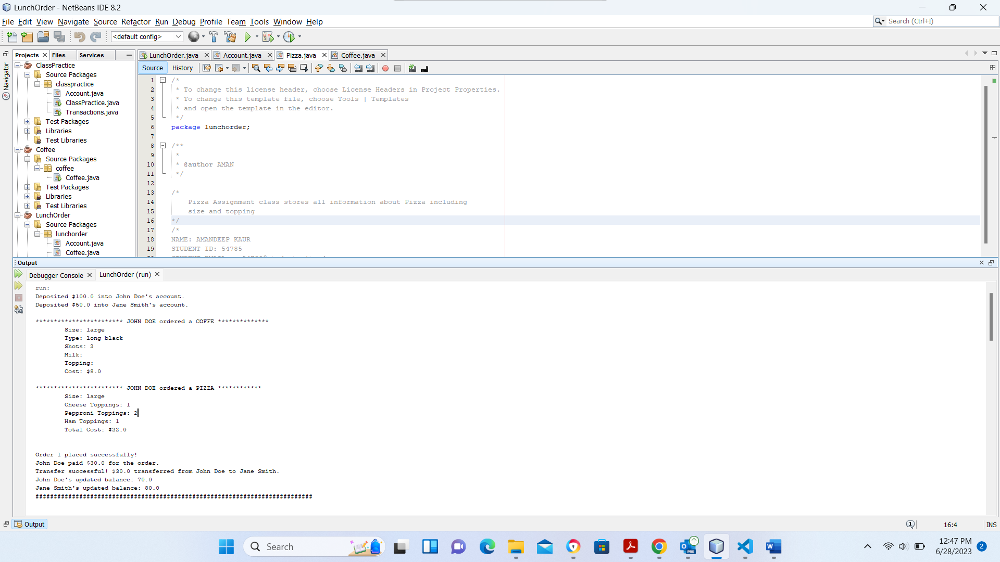 LunchOrder - NetBeans IDE 8.2
File Edit View Navigate Source Refactor Run Debug Profile Team Tools Window Help
Search (Ctrl+I)
<default config>
Projects Files Services
LunchOrder.java Account.java Pizza.java Coffee.java
Navigator
Source History
ClassPractice
Source Packages
classpractice
Account.java
ClassPractice.java
Transactions.java
Test Packages
Libraries
Test Libraries
Coffee
Source Packages
coffee
Coffee.java
Test Packages
Libraries
Test Libraries
LunchOrder
Source Packages
lunchorder
Account.java
Coffee.java
1 /*
2 * To change this license header, choose License Headers in Project Properties.
3 * To change this template file, choose Tools | Templates
4 * and open the template in the editor.
5 */
6 package lunchorder;
7
8 /**
9 *
10 * @author AMAN
11 */
12
13 /*
14 Pizza Assignment class stores all information about Pizza including
15 size and topping
16 */
17 /*
18 NAME: AMANDEEP KAUR
19 STUDENT ID: 54785
Output
Debugger Console LunchOrder (run)
run:
Deposited $100.0 into John Doe's account.
Deposited $50.0 into Jane Smith's account.
************************ JOHN DOE ordered a COFFE **************
Size: large
Type: long black
Shots: 2
Milk:
Topping:
Cost: $8.0
************************ JOHN DOE ordered a PIZZA ************
Size: large
Cheese Toppings: 1
Pepproni Toppings: 2
Ham Toppings: 1
Total Cost: $22.0
Order 1 placed successfully!
John Doe paid $30.0 for the order.
Transfer successful! $30.0 transferred from John Doe to Jane Smith.
John Doe's updated balance: 70.0
Jane Smith's updated balance: 80.0
############################################################################
Output
1
16:4
INS
Search
PRE
12:47 PM
6/28/2023
2